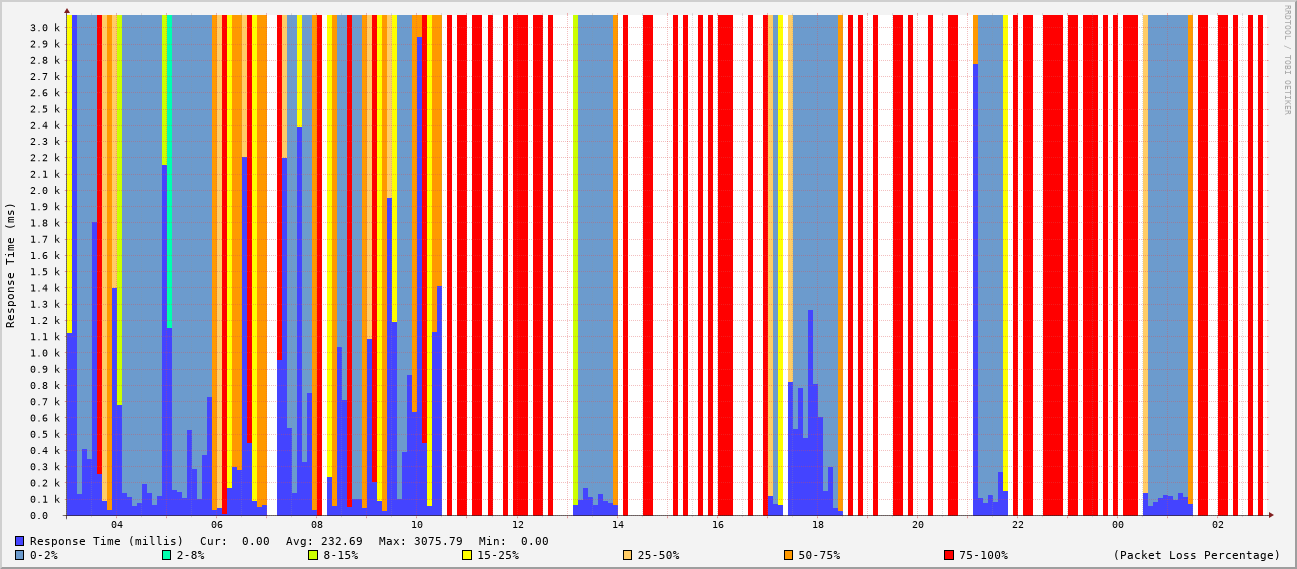 RRDTOOL / TOBI OETIKER
Response Time (ms)
3.0 k
2.9 k
2.8 k
2.7 k
2.6 k
2.5 k
2.4 k
2.3 k
2.2 k
2.1 k
2.0 k
1.9 k
1.8 k
1.7 k
1.6 k
1.5 k
1.4 k
1.3 k
1.2 k
1.1 k
1.0 k
0.9 k
0.8 k
0.7 k
0.6 k
0.5 k
0.4 k
0.3 k
0.2 k
0.1 k
0.0
04 06 08 10 12 14 16 18 20 22 00 02
Response Time (millis) Cur: 0.00 Avg: 232.69 Max: 3075.79 Min: 0.00
0-2% 2-8% 8-15% 15-25% 25-50% 50-75% 75-100% (Packet Loss Percentage)